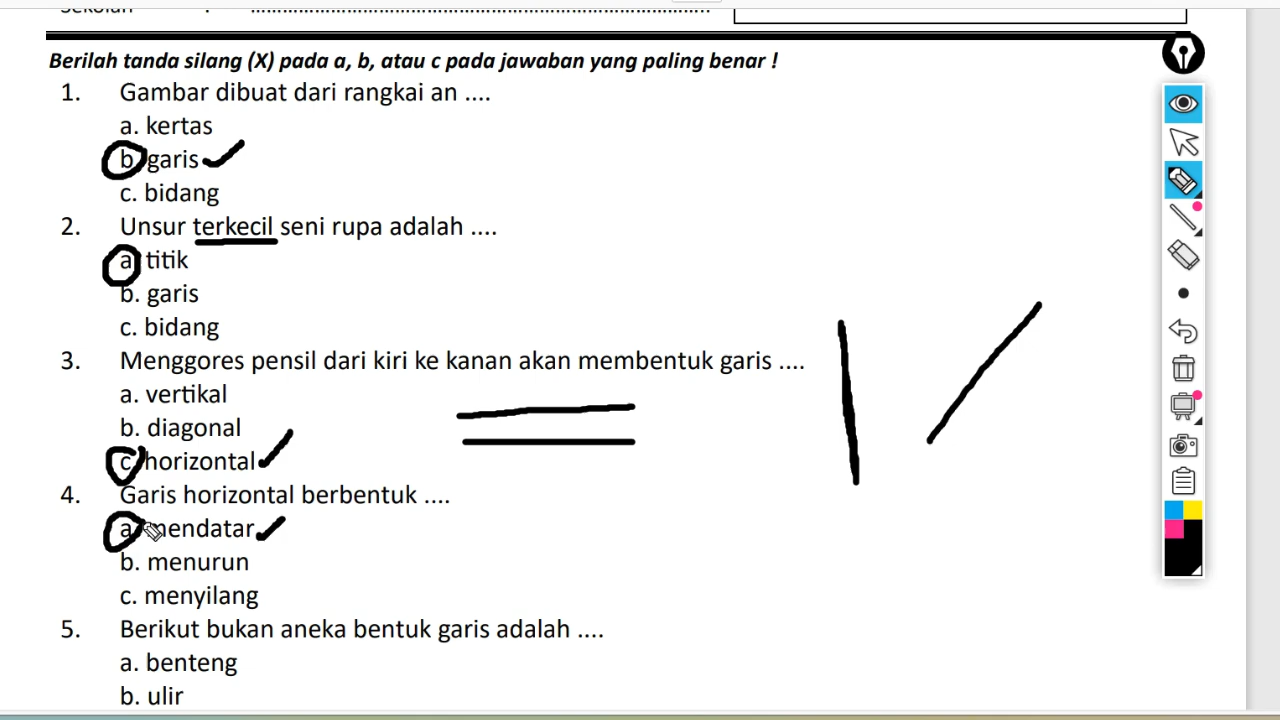 Berilah tanda silang (X) pada a, b, atau c pada jawaban yang paling benar !
1. Gambar dibuat dari rangkai an ....
a. kertas
b. garis
c. bidang
2. Unsur terkecil seni rupa adalah ....
a. titik
b. garis
c. bidang
3. Menggores pensil dari kiri ke kanan akan membentuk garis ....
a. vertikal
b. diagonal
c. horizontal
4. Garis horizontal berbentuk ....
a. mendatar
b. menurun
c. menyilang
5. Berikut bukan aneka bentuk garis adalah ....
a. benteng
b. ulir